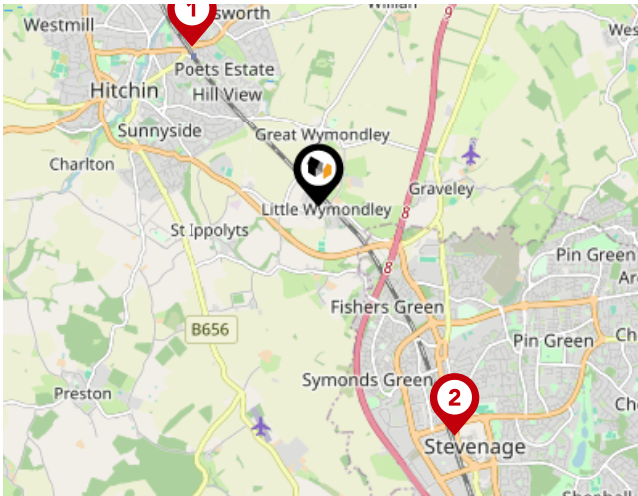 1
sworth
Westmill
9
Poets Estate
Hitchin
Hill View
Sunnyside
Great Wymondley
Charlton
Graveley
Little Wymondley
8
St Ippolyts
Pin Green
8
Fishers Green
B656
Pin Green
Symonds Green
Preston
2
Stevenage